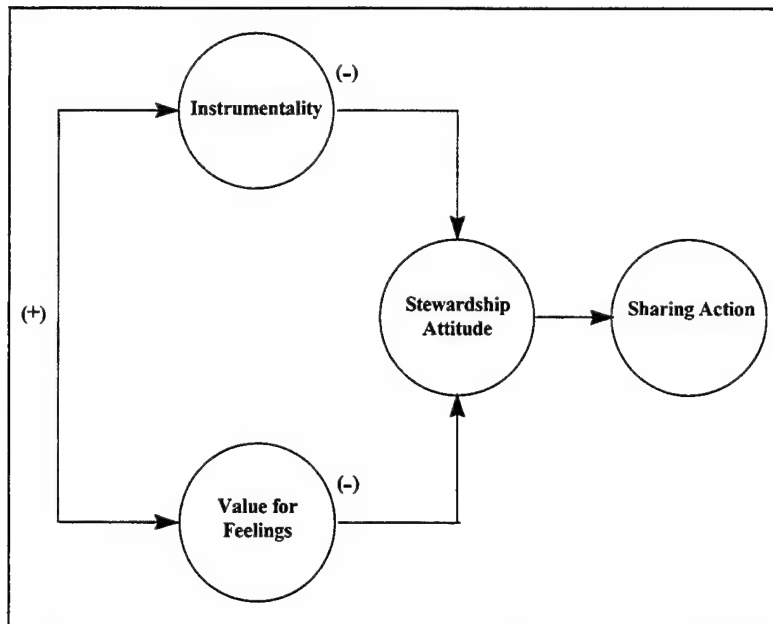 (-)
Instrumentality
Stewardship
Attitude
Sharing Action
(+)
(-)
Value for
Feelings